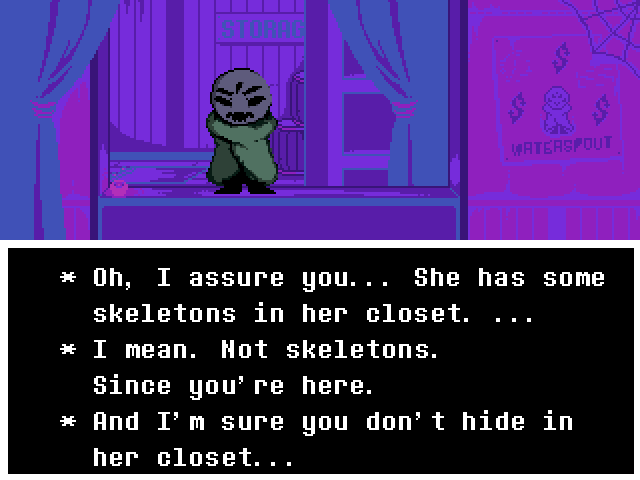 STORAG
$
$ $
WATERSPOUT
* Oh, I assure you... She has some
skeletons in her closet. ...
* I mean. Not skeletons.
Since you're here.
* And I'm sure you don't hide in
her closet...